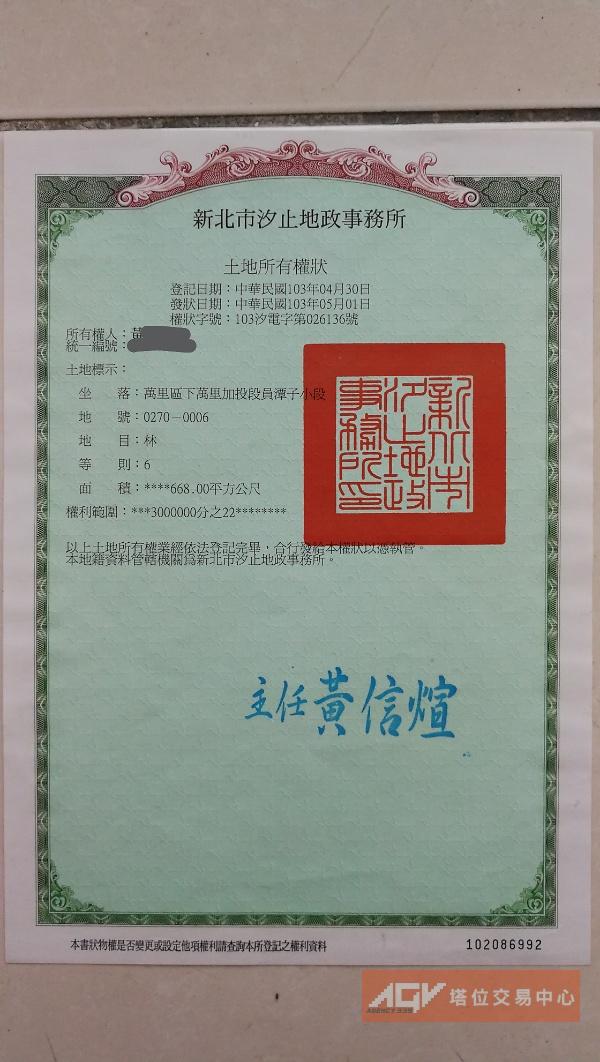 新北市汐止地政事務所
土地所有權狀
登記日期：中華民國103年04月30日
發狀日期：中華民國103年05月01日
權狀字號：103汐電字第026136號
所有權人：黃
統一編號：
土地標示：
坐　　落：萬里區下萬里加投段員潭子小段
地　　號：0270－0006
地　　目：林
等　　則：6
面　　積：****668.00平方公尺
權利範圍：***3000000分之22********
以上土地所有權業經依法登記完畢，合行發給本權狀以憑執管。
本地籍資料管轄機關為新北市汐止地政事務所。
新北市汐止地政事務所印
主任黃信煊
本書狀物權是否變更或設定他項權利請查詢本所登記之權利資料
102086992
AGV 塔位交易中心